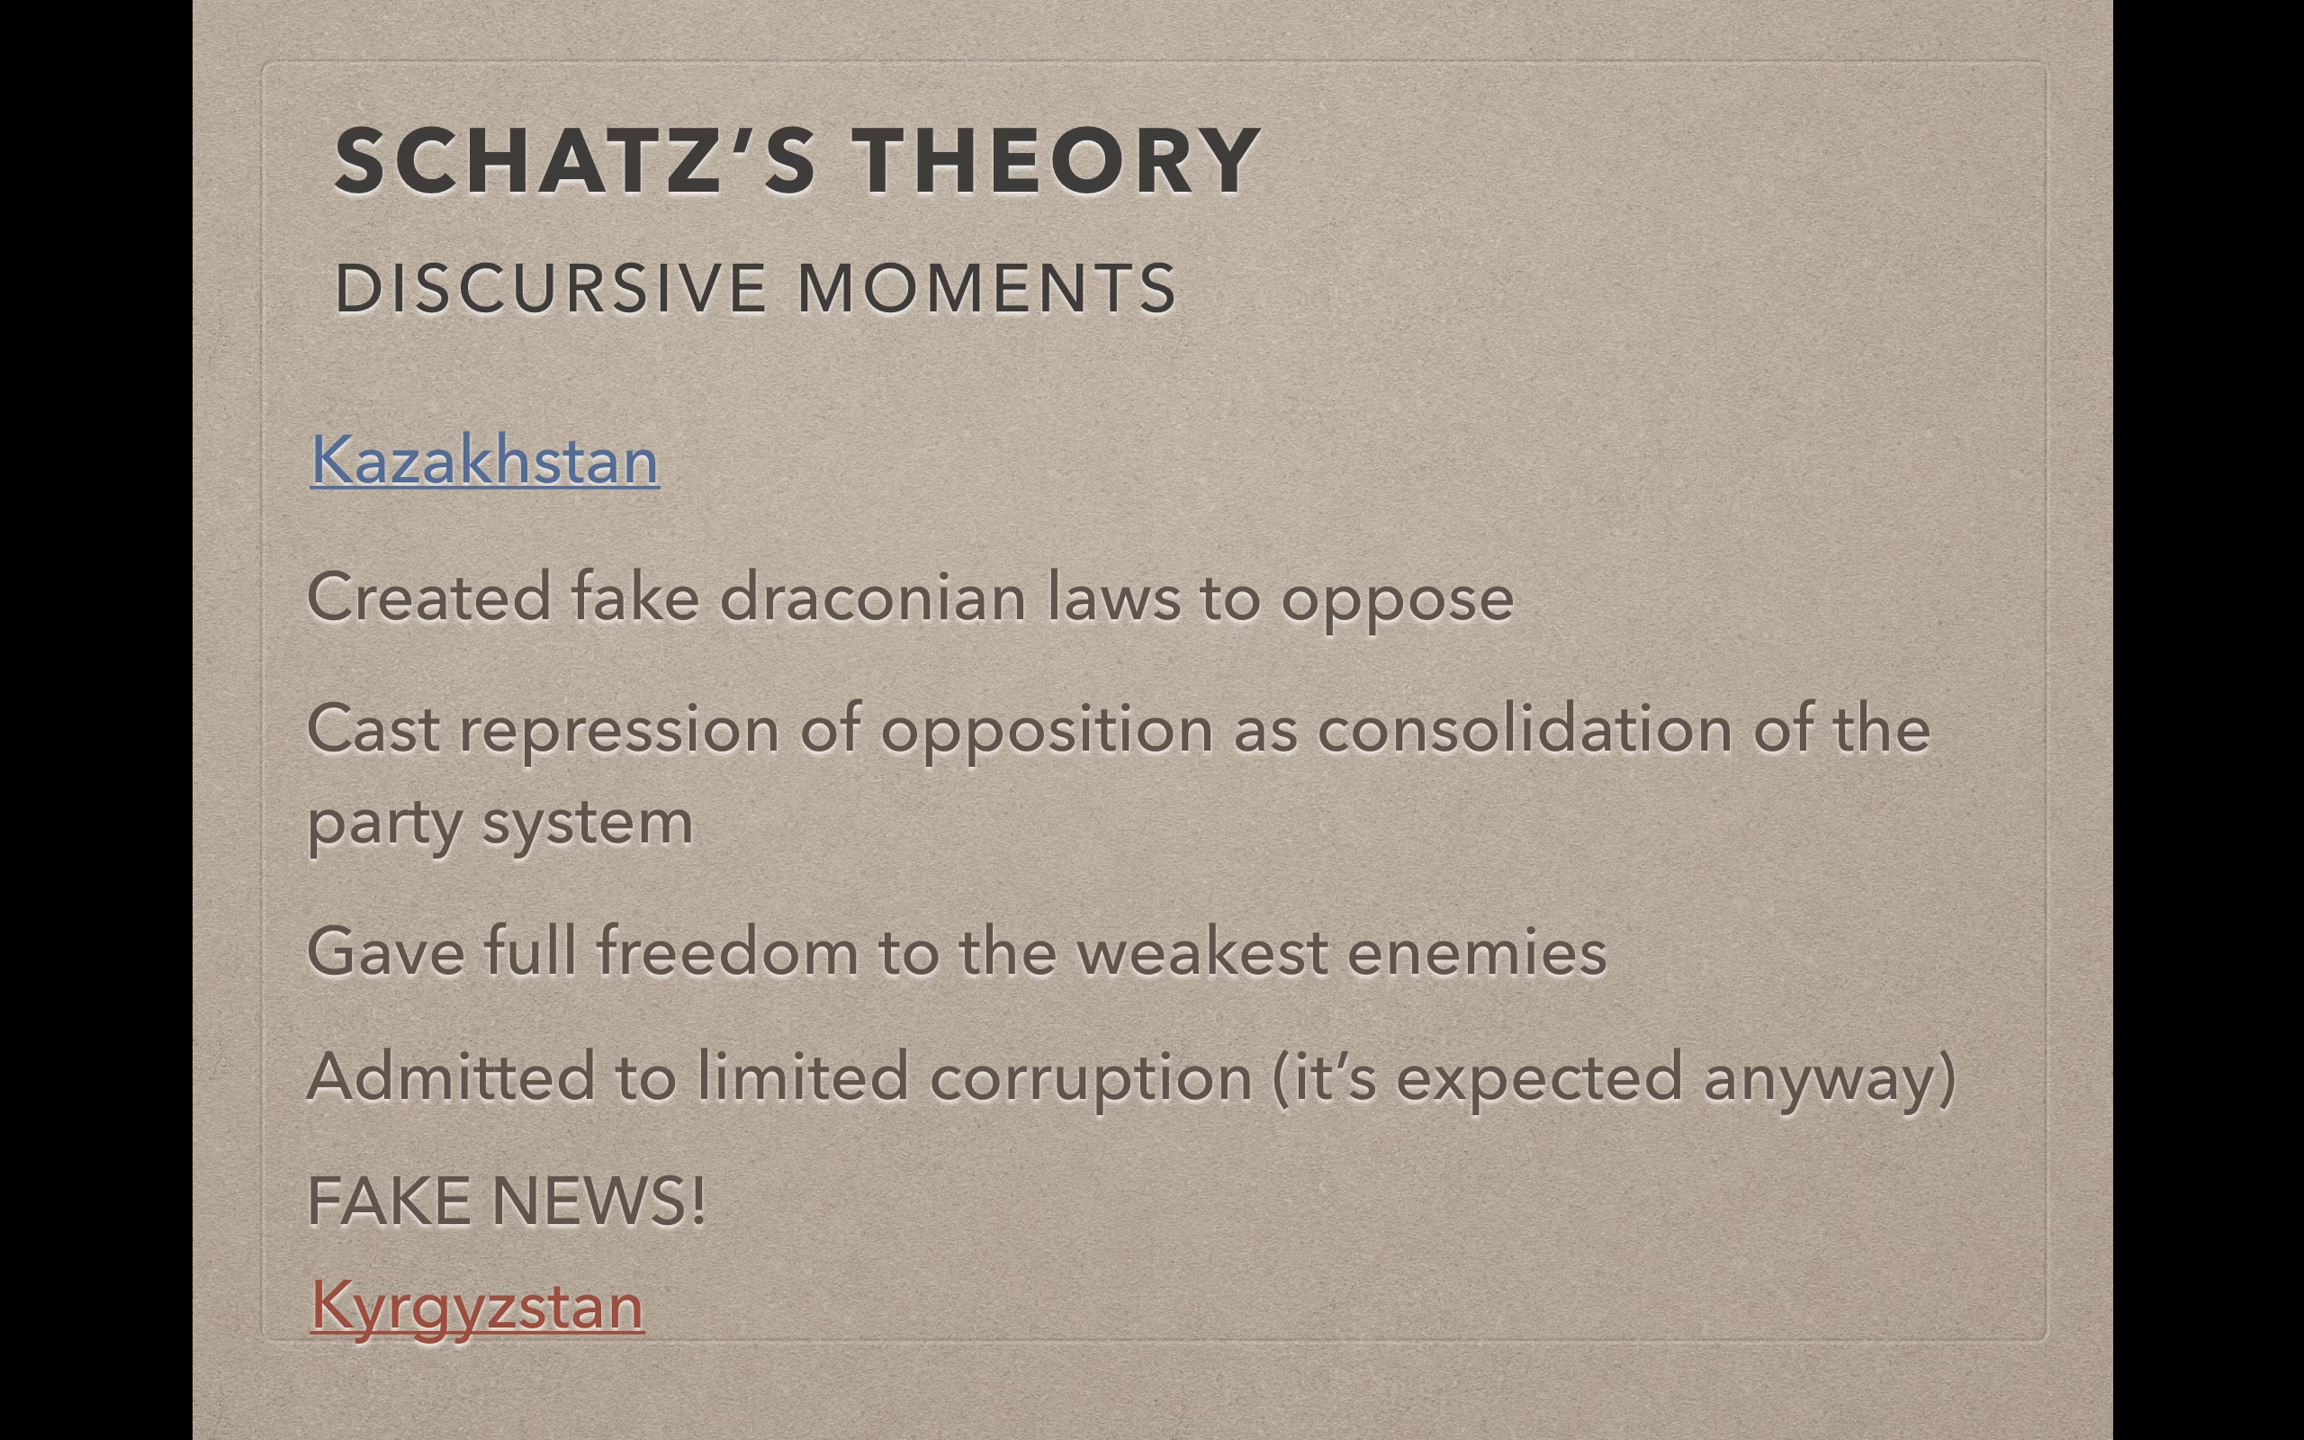 SCHATZ’S THEORY
DISCURSIVE MOMENTS
Kazakhstan
Created fake draconian laws to oppose
Cast repression of opposition as consolidation of the
party system
Gave full freedom to the weakest enemies
Admitted to limited corruption (it’s expected anyway)
FAKE NEWS!
Kyrgyzstan